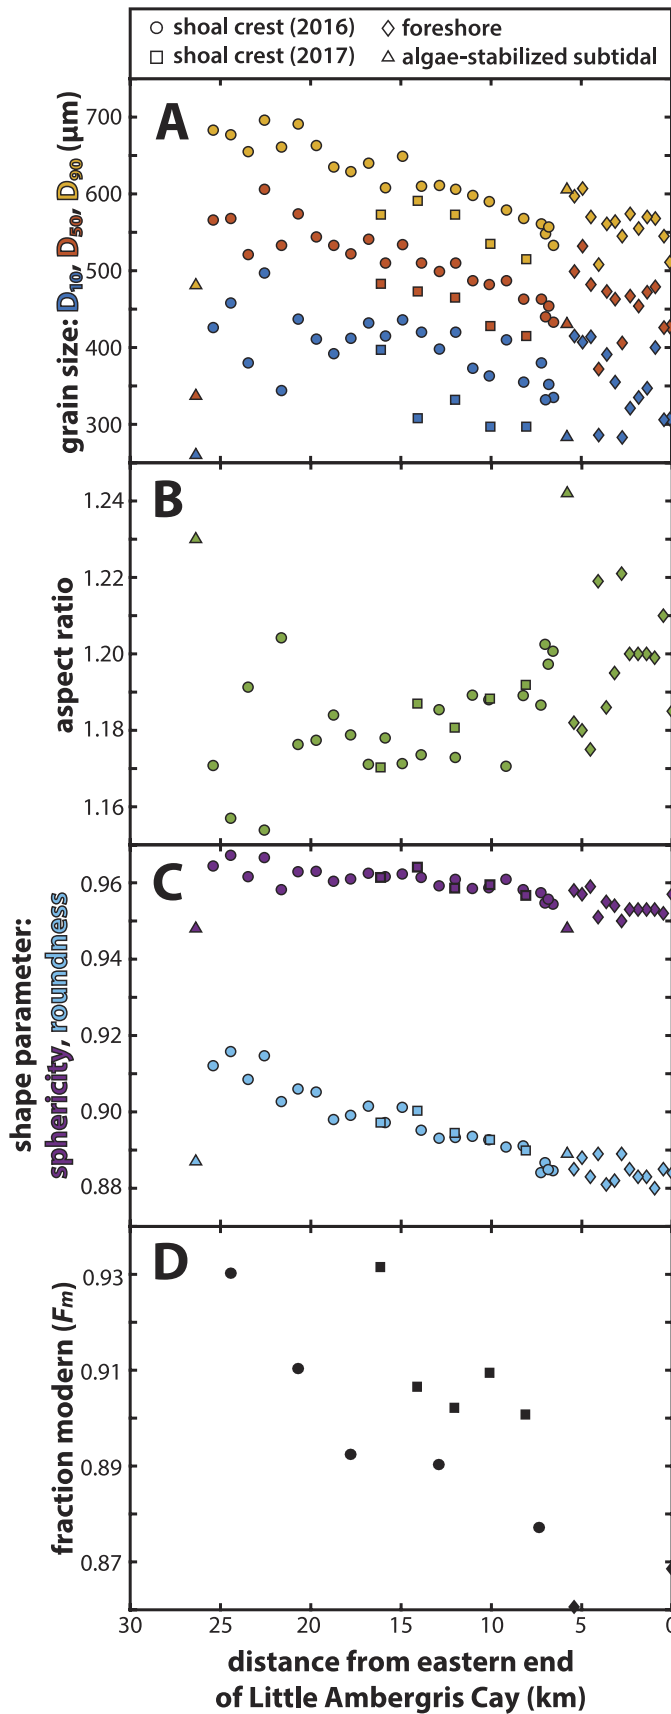 shoal crest (2016)
foreshore
shoal crest (2017)
algae-stabilized subtidal
A
grain size: D10, D50, D90 (μm)
700
600
500
400
300
B
aspect ratio
1.24
1.22
1.20
1.18
1.16
C
shape parameter:
sphericity, roundness
0.96
0.94
0.92
0.90
0.88
D
fraction modern (Fm)
0.93
0.91
0.89
0.87
30 25 20 15 10 5 0
distance from eastern end
of Little Ambergris Cay (km)